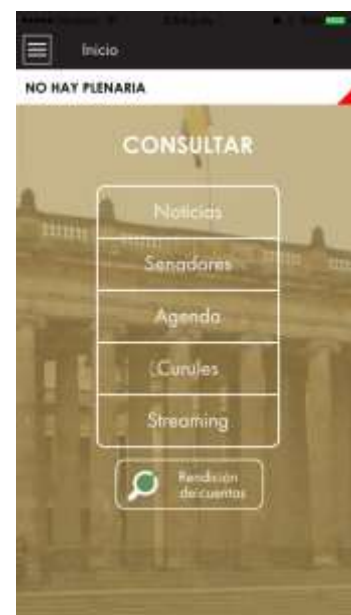 Inicio
NO HAY PLENARIA
CONSULTAR
Noticias
Senadores
Agenda
Curules
Streaming
Rendición
de cuentas